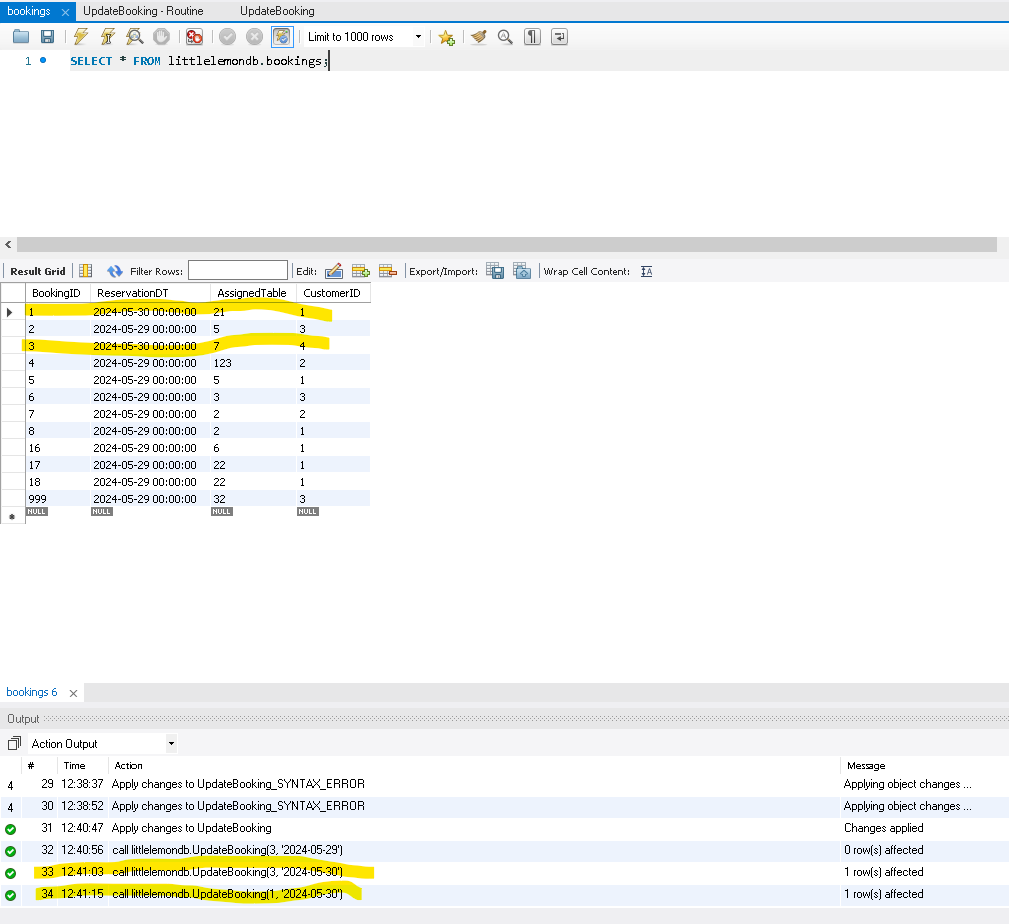 bookings UpdateBooking - Routine UpdateBooking
Limit to 1000 rows
1 SELECT * FROM littlelemondb.bookings;
Result Grid Filter Rows: Edit: Export/Import: Wrap Cell Content: IA
BookingID ReservationDT AssignedTable CustomerID
1 2024-05-30 00:00:00 21 1
2 2024-05-29 00:00:00 5 3
3 2024-05-30 00:00:00 7 4
4 2024-05-29 00:00:00 123 2
5 2024-05-29 00:00:00 5 1
6 2024-05-29 00:00:00 3 3
7 2024-05-29 00:00:00 2 2
8 2024-05-29 00:00:00 2 1
16 2024-05-29 00:00:00 6 1
17 2024-05-29 00:00:00 22 1
18 2024-05-29 00:00:00 22 1
999 2024-05-29 00:00:00 32 3
NULL NULL NULL NULL
bookings 6
Output
Action Output
# Time Action Message
4 29 12:38:37 Apply changes to UpdateBooking_SYNTAX_ERROR Applying object changes ...
4 30 12:38:52 Apply changes to UpdateBooking_SYNTAX_ERROR Applying object changes ...
31 12:40:47 Apply changes to UpdateBooking Changes applied
32 12:40:56 call littlelemondb.UpdateBooking(3, '2024-05-29') 0 row(s) affected
33 12:41:03 call littlelemondb.UpdateBooking(3, '2024-05-30') 1 row(s) affected
34 12:41:15 call littlelemondb.UpdateBooking(1, '2024-05-30') 1 row(s) affected